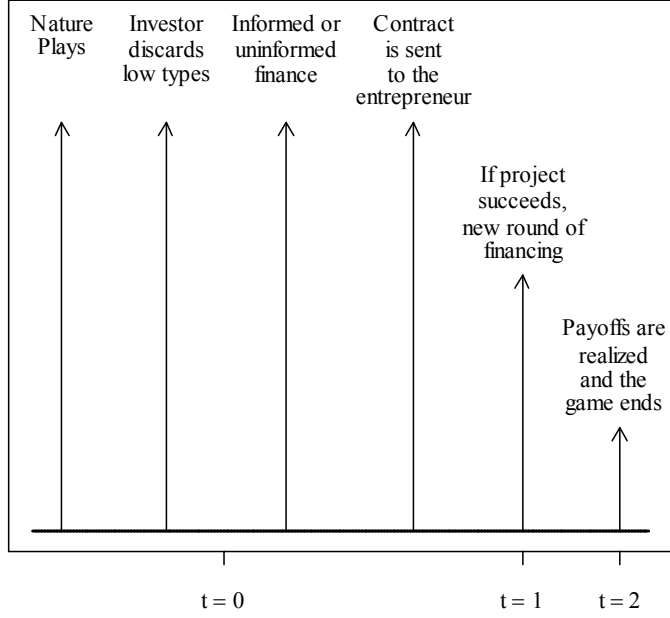 Nature
Plays
Investor
discards
low types
Informed or
uninformed
finance
Contract
is sent
to the
entrepreneur
If project
succeeds,
new round of
financing
Payoffs are
realized
and the
game ends
t = 0
t = 1
t = 2